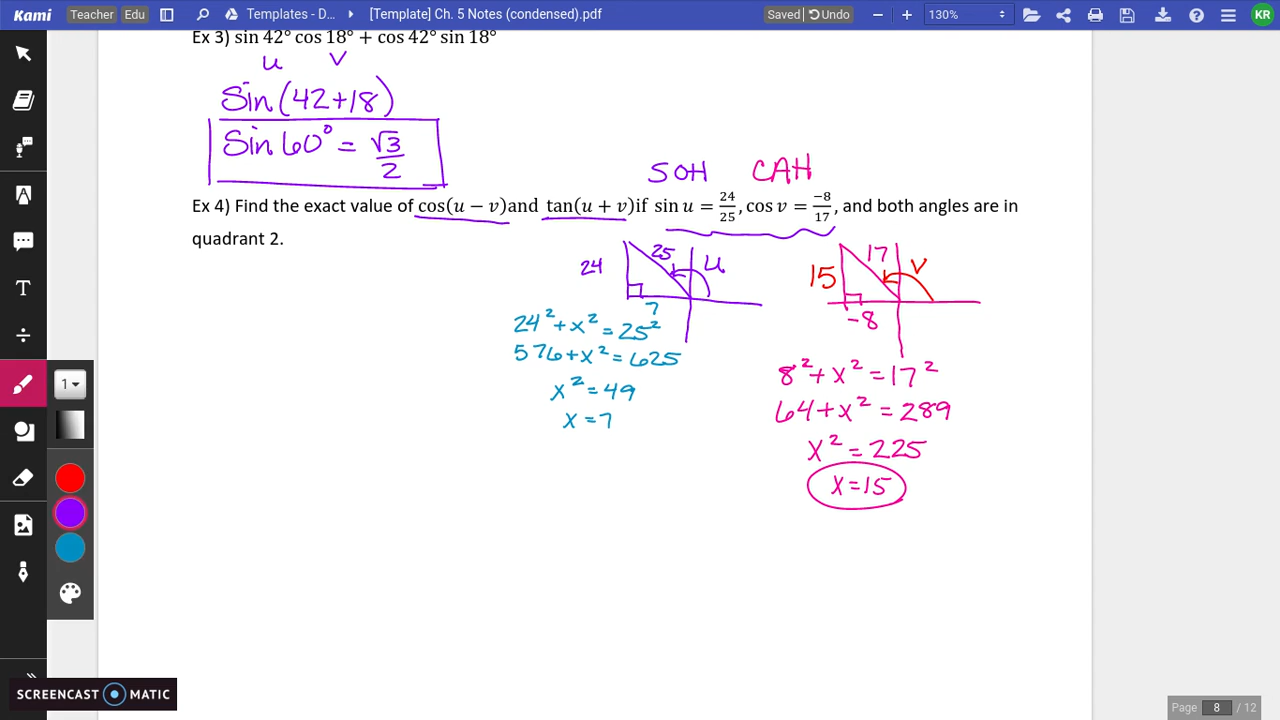 Kami Teacher Edu Templates - D... [Template] Ch. 5 Notes (condensed).pdf Saved Undo 130% KR
Ex 3) sin 42° cos 18° + cos 42° sin 18°
u v
Sin(42+18)
Sin 60° = √3/2
SOH CAH
Ex 4) Find the exact value of cos(u − v)and tan(u + v)if sin u = 24/25, cos v = −8/17, and both angles are in
quadrant 2.
24 25 u 7
15 17 v -8
24² + x² = 25²
576 + x² = 625
x² = 49
x = 7
8² + x² = 17²
64 + x² = 289
x² = 225
x = 15
1
SCREENCAST MATIC
Page 8 / 12